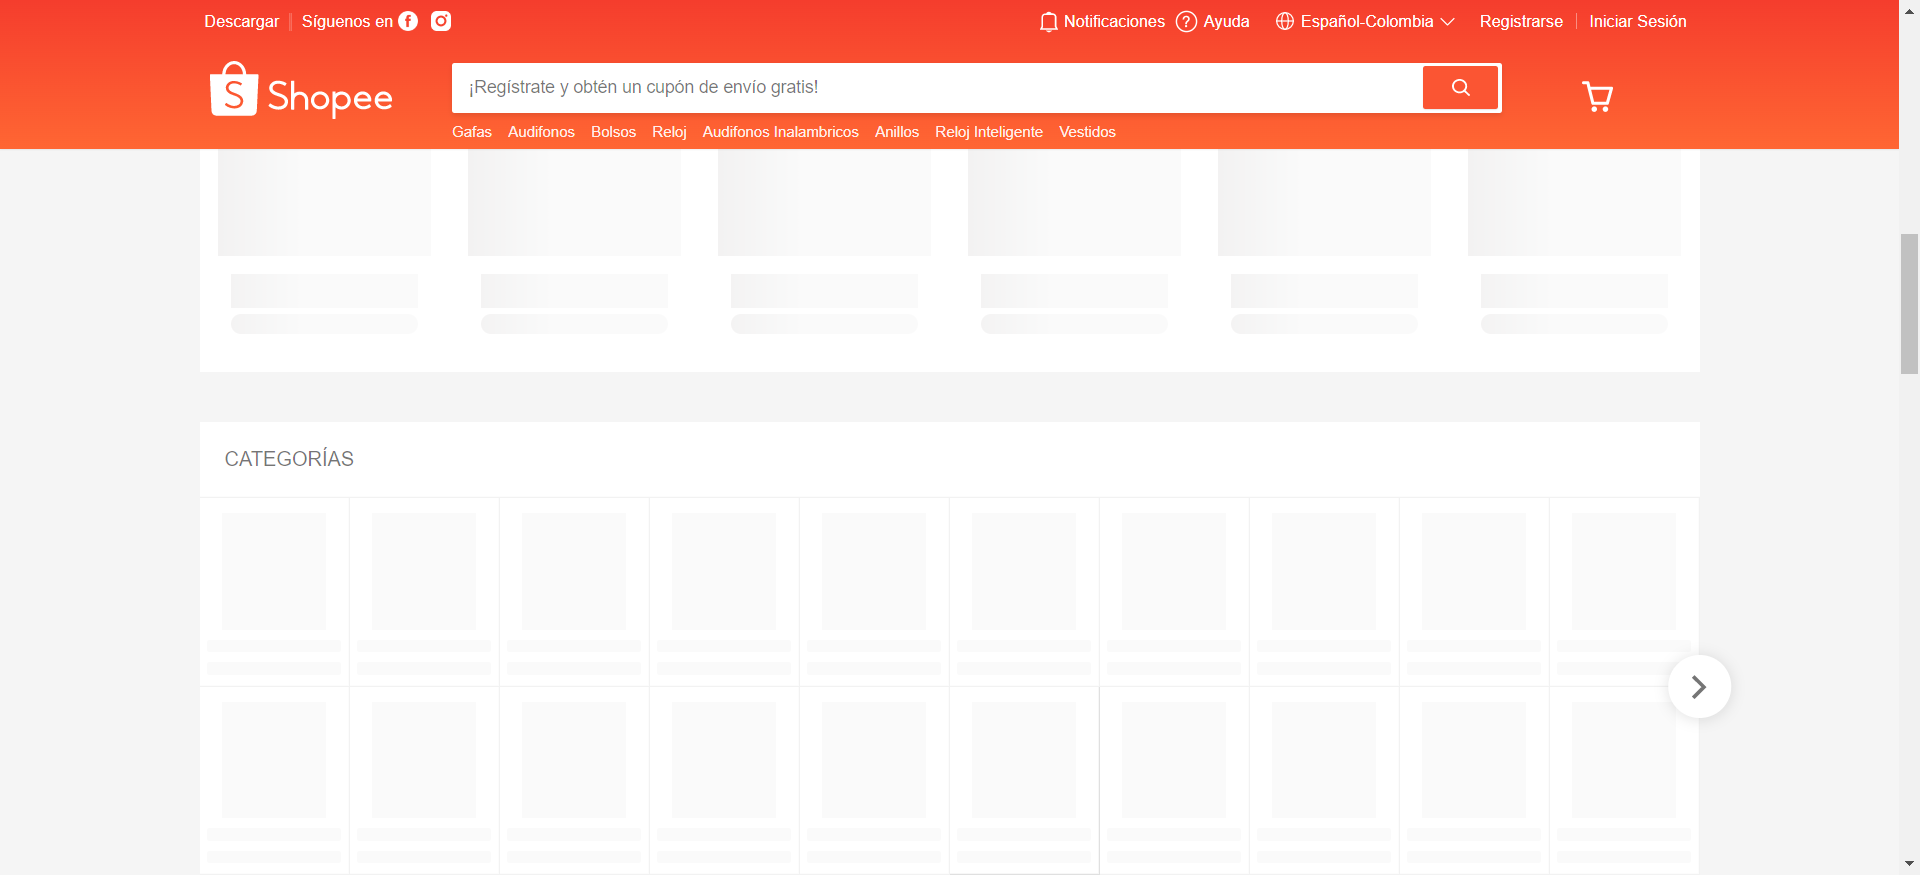 Descargar Síguenos en Notificaciones Ayuda Español-Colombia Registrarse Iniciar Sesión
Shopee ¡Regístrate y obtén un cupón de envío gratis!
Gafas Audifonos Bolsos Reloj Audifonos Inalambricos Anillos Reloj Inteligente Vestidos
CATEGORÍAS